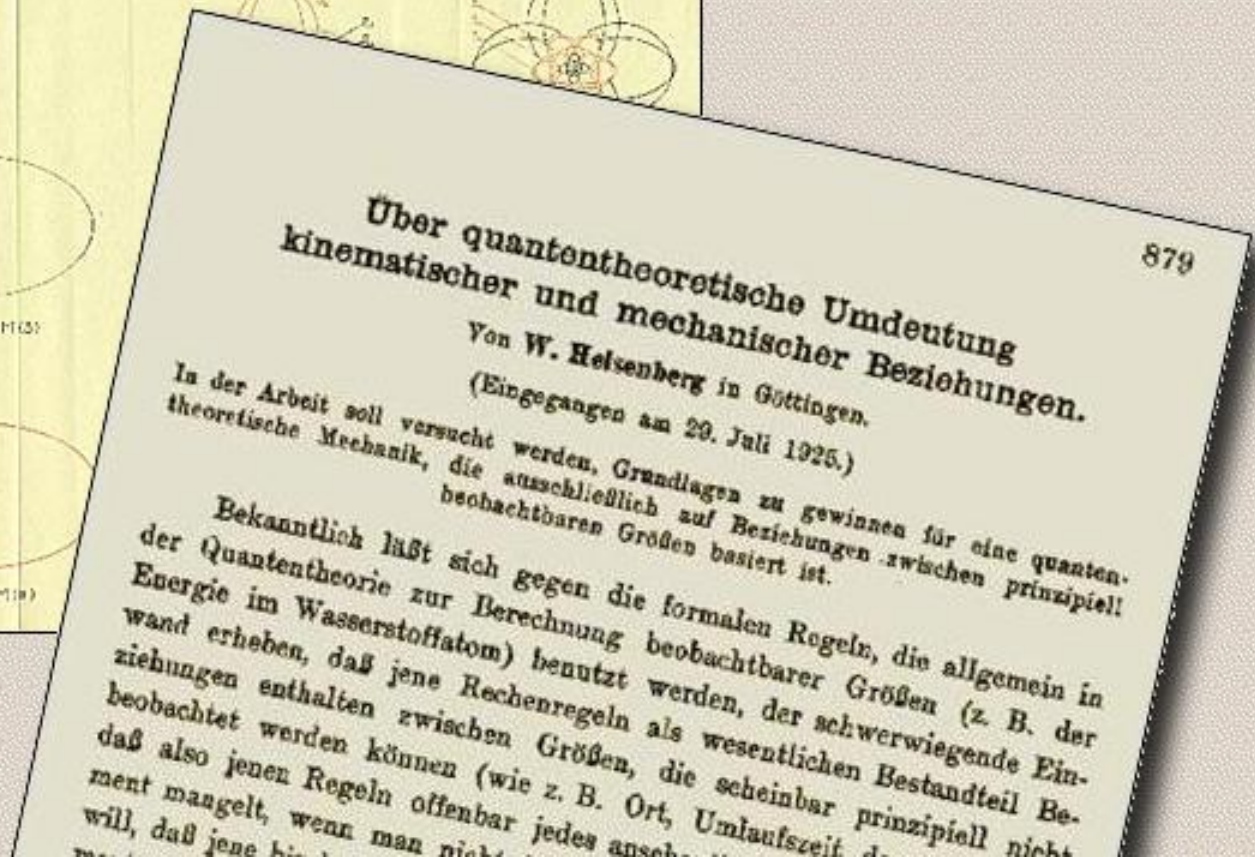 879
Über quantentheoretische Umdeutung
kinematischer und mechanischer Beziehungen.
Von W. Heisenberg in Göttingen.
(Eingegangen am 29. Juli 1925.)
In der Arbeit soll versucht werden, Grundlagen zu gewinnen für eine quanten-
theoretische Mechanik, die ausschließlich auf Beziehungen zwischen prinzipiell
beobachtbaren Größen basiert ist.
Bekanntlich läßt sich gegen die formalen Regeln, die allgemein in
der Quantentheorie zur Berechnung beobachtbarer Größen (z. B. der
Energie im Wasserstoffatom) benutzt werden, der schwerwiegende Ein-
wand erheben, daß jene Rechenregeln als wesentlichen Bestandteil Be-
ziehungen enthalten zwischen Größen, die scheinbar prinzipiell nicht
beobachtet werden können (wie z. B. Ort, Umlaufszeit
daß also jenen Regeln offenbar jedes
ment mangelt, wenn man nicht
will, daß jene